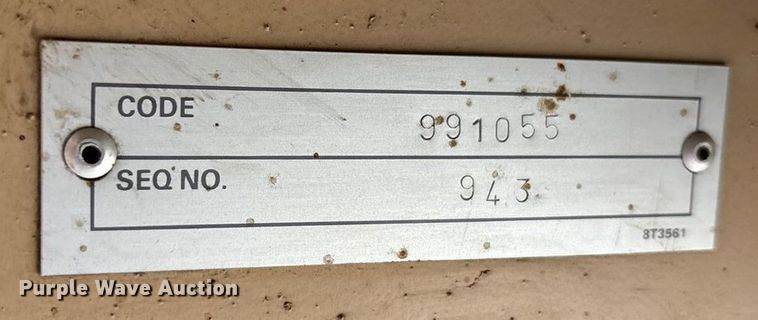 CODE 991055
SEQ NO. 943
8T3561
Purple Wave Auction